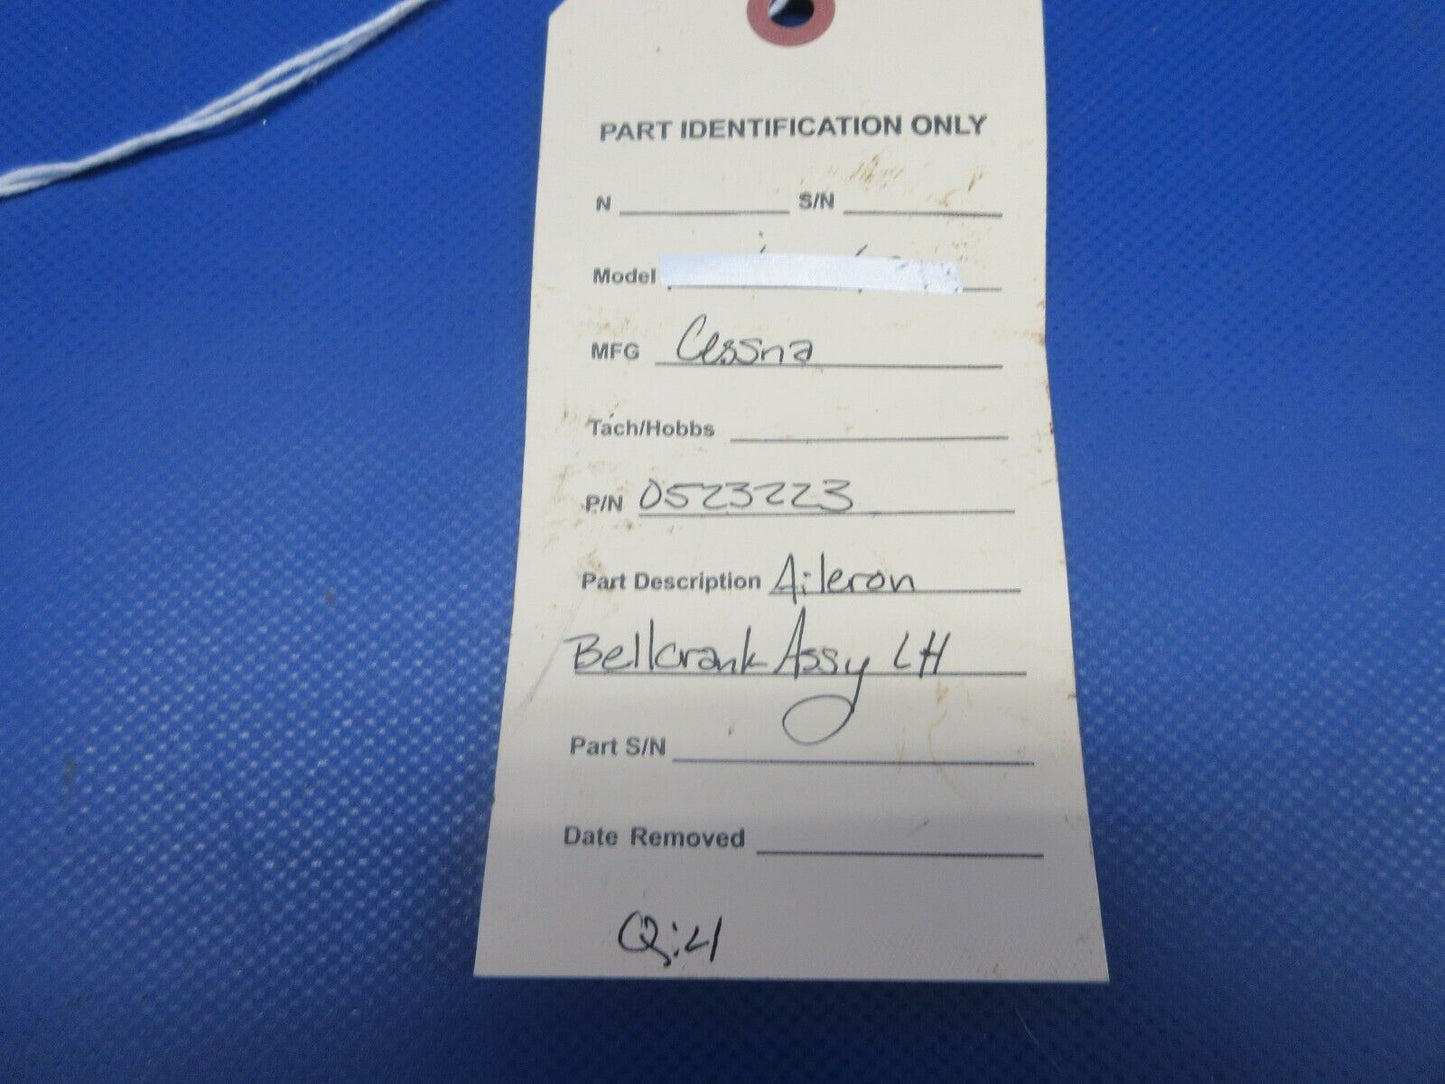 PART IDENTIFICATION ONLY
N S/N
Model
MFG Cessna
Tach/Hobbs
P/N 0523223
Part Description Aileron
Bellcrank Assy LH
Part S/N
Date Removed
Q:4